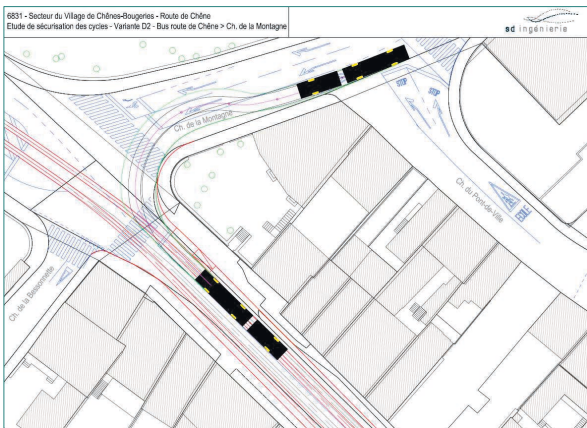 6831 - Secteur du Village de Chênes-Bougeries - Route de Chêne
Etude de sécurisation des cycles - Variante D2 - Bus route de Chêne > Ch. de la Montagne
sd ingénierie
STOP
STOP
Ch. de la Montagne
Ch. du Pont-de-Ville
ECOLE
Ch. de la Bessonnette